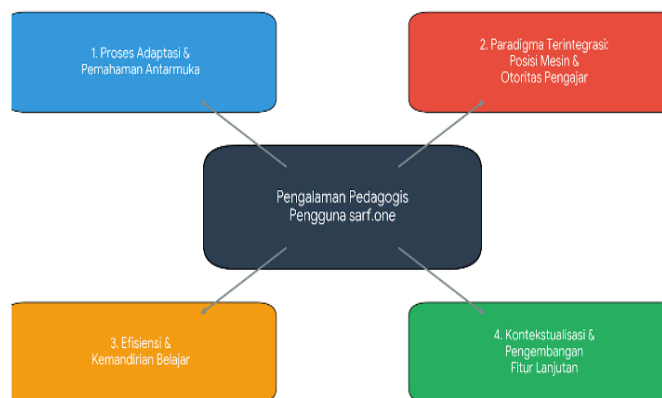 1. Proses Adaptasi &
Pemahaman Antarmuka
2. Paradigma Terintegrasi:
Posisi Mesin &
Otoritas Pengajar
Pengalaman Pedagogis
Pengguna sarf.one
3. Efisiensi &
Kemandirian Belajar
4. Kontekstualisasi &
Pengembangan
Fitur Lanjutan